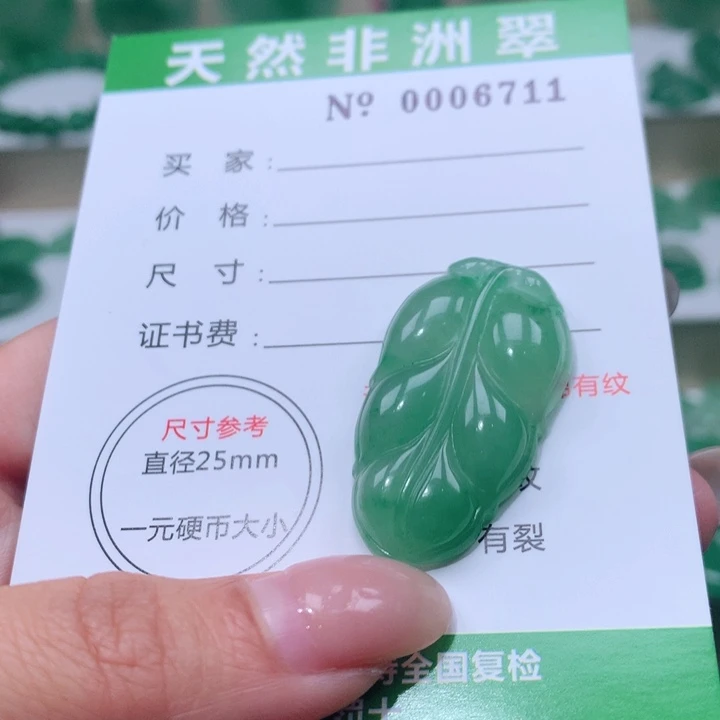 天然非洲翠
Nº 0006711
买 家：
价 格：
尺 寸：
证书费：
有纹
尺寸参考
直径25mm
一元硬币大小
纹
有裂
全国复检